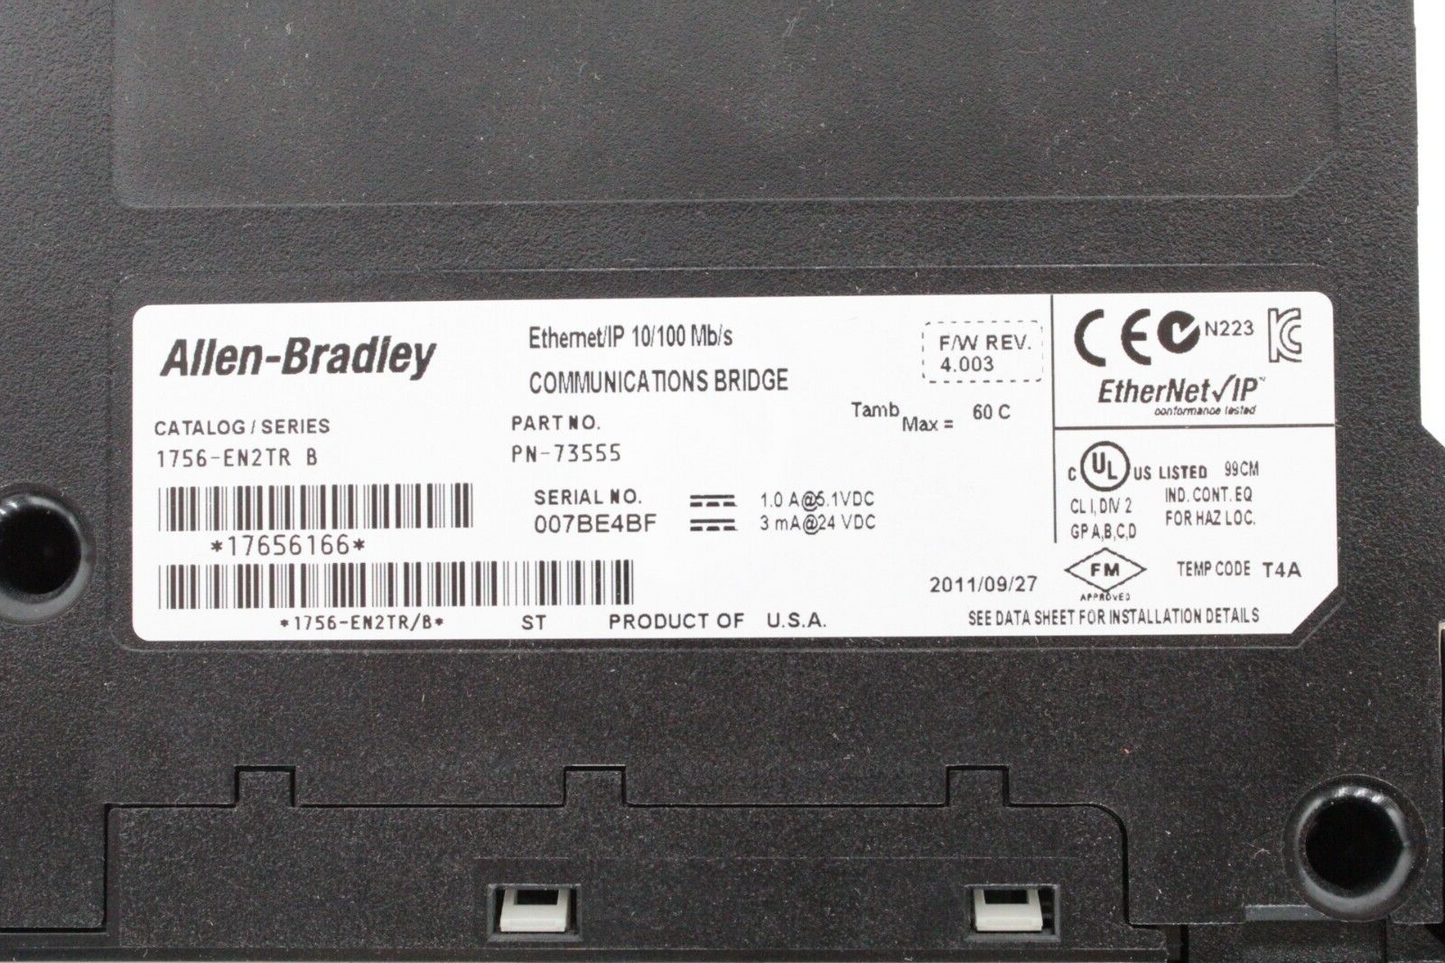 Allen-Bradley
Ethernet/IP 10/100 Mb/s
COMMUNICATIONS BRIDGE
F/W REV.
4.003
CATALOG / SERIES
1756-EN2TR B
PART NO.
PN-73555
Tamb Max = 60 C
SERIAL NO.
007BE4BF
1.0 A@5.1VDC
3 mA@24 VDC
*17656166*
*1756-EN2TR/B*
ST
PRODUCT OF U.S.A.
2011/09/27
CE N223
EtherNet/IP™
conformance tested
C UL US LISTED 99CM
CL I, DIV 2
GP A,B,C,D
IND. CONT. EQ
FOR HAZ LOC.
FM
APPROVED
TEMP CODE T4A
SEE DATA SHEET FOR INSTALLATION DETAILS